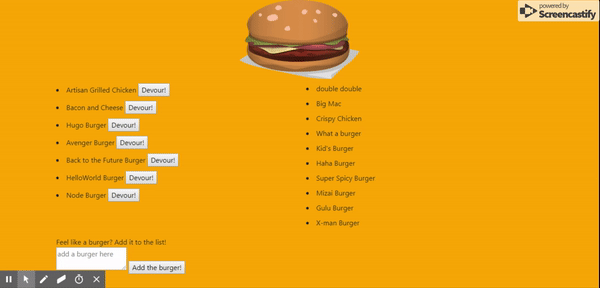 powered by
Screencastify
Artisan Grilled Chicken Devour!
Bacon and Cheese Devour!
Hugo Burger Devour!
Avenger Burger Devour!
Back to the Future Burger Devour!
HelloWorld Burger Devour!
Node Burger Devour!
double double
Big Mac
Crispy Chicken
What a burger
Kid's Burger
Haha Burger
Super Spicy Burger
Mizai Burger
Gulu Burger
X-man Burger
Feel like a burger? Add it to the list!
add a burger here
Add the burger!